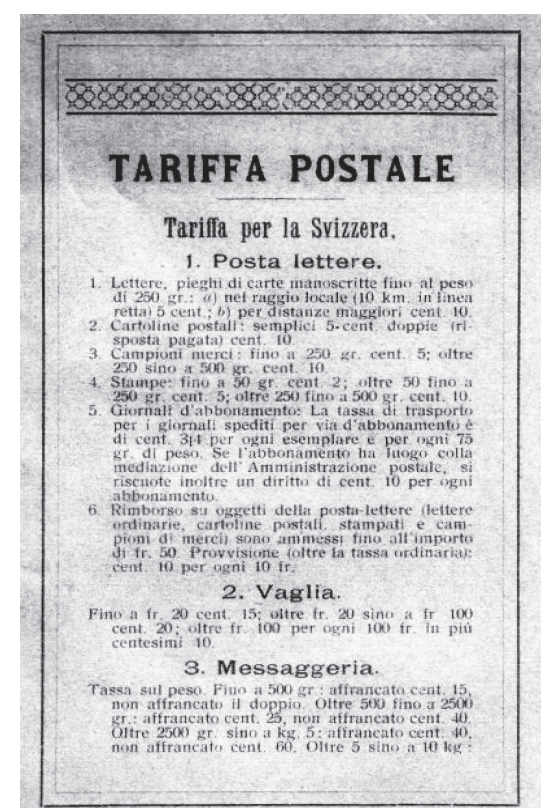 TARIFFA POSTALE
Tariffa per la Svizzera.
1. Posta lettere.
1. Lettere, pieghi di carte manoscritte fino al peso
di 250 gr.: a) nel raggio locale (10 km. in linea
retta) 5 cent.; b) per distanze maggiori cent. 10.
2. Cartoline postali: semplici 5 cent. doppie (ri-
sposta pagata) cent. 10.
3. Campioni merci: fino a 250 gr. cent. 5; oltre
250 sino a 500 gr. cent. 10.
4. Stampe: fino a 50 gr. cent. 2; oltre 50 fino a
250 gr. cent. 5; oltre 250 fino a 500 gr. cent. 10.
5. Giornali d'abbonamento: La tassa di trasporto
per i giornali spediti per via d'abbonamento è
di cent. 3/4 per ogni esemplare e per ogni 75
gr. di peso. Se l'abbonamento ha luogo colla
mediazione dell'Amministrazione postale, si
riscuote inoltre un diritto di cent. 10 per ogni
abbonamento.
6. Rimborso su oggetti della posta-lettere (lettere
ordinarie, cartoline postali, stampati e cam-
pioni di merci) sono ammessi fino all'importo
di fr. 50. Provvisione (oltre la tassa ordinaria):
cent. 10 per ogni 10 fr.
2. Vaglia.
Fino a fr. 20 cent. 15; oltre fr. 20 sino a fr 100
cent. 20; oltre fr. 100 per ogni 100 fr. in più
centesimi 10.
3. Messaggeria.
Tassa sul peso. Fino a 500 gr.: affrancato cent. 15,
non affrancato il doppio. Oltre 500 fino a 2500
gr.: affrancato cent. 25, non affrancato cent. 40.
Oltre 2500 gr. sino a kg. 5: affrancato cent. 40,
non affrancato cent. 60. Oltre 5 sino a 10 kg: